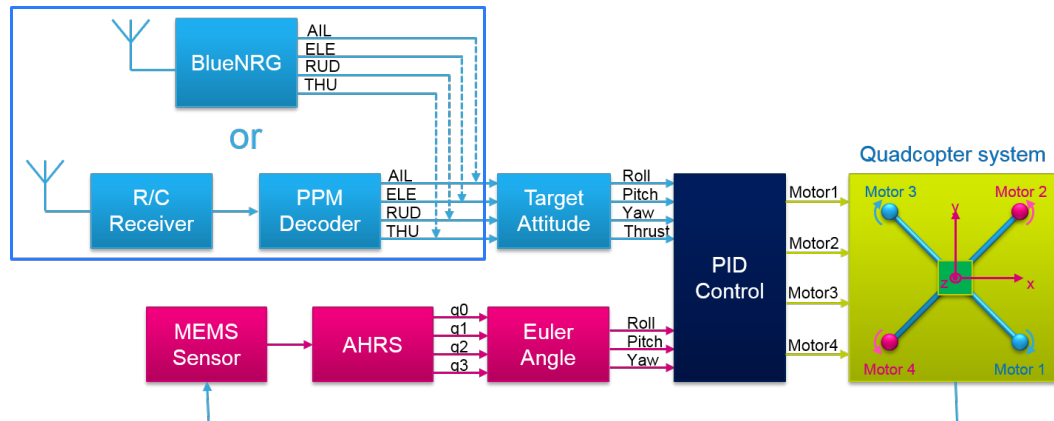 BlueNRG
AIL
ELE
RUD
THU
or
R/C
Receiver
PPM
Decoder
AIL
ELE
RUD
THU
Target
Attitude
Roll
Pitch
Yaw
Thrust
PID
Control
Motor1
Motor2
Motor3
Motor4
Quadcopter system
Motor 3
Motor 2
y
z
x
Motor 4
Motor 1
MEMS
Sensor
AHRS
q0
q1
q2
q3
Euler
Angle
Roll
Pitch
Yaw